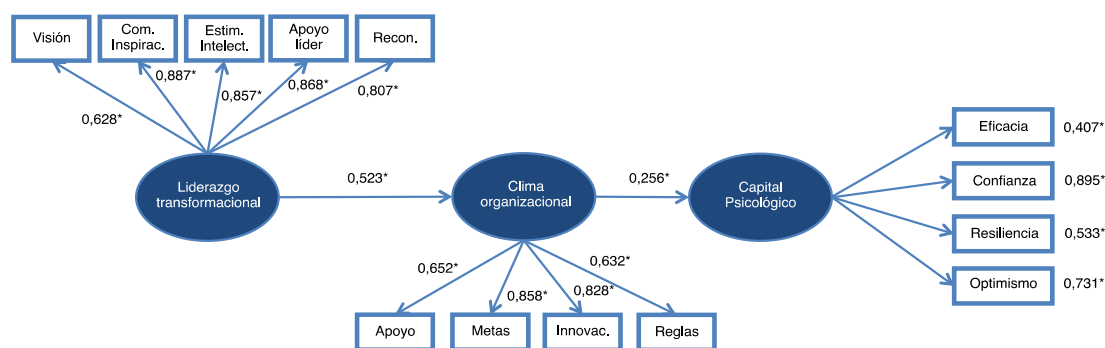 Visión
Com.
Inspirac.
Estim.
Intelect.
Apoyo
líder
Recon.
0,628*
0,887*
0,857*
0,868*
0,807*
Liderazgo
transformacional
0,523*
Clima
organizacional
0,256*
Capital
Psicológico
Eficacia
0,407*
Confianza
0,895*
Resiliencia
0,533*
Optimismo
0,731*
0,652*
0,858*
0,828*
0,632*
Apoyo
Metas
Innovac.
Reglas